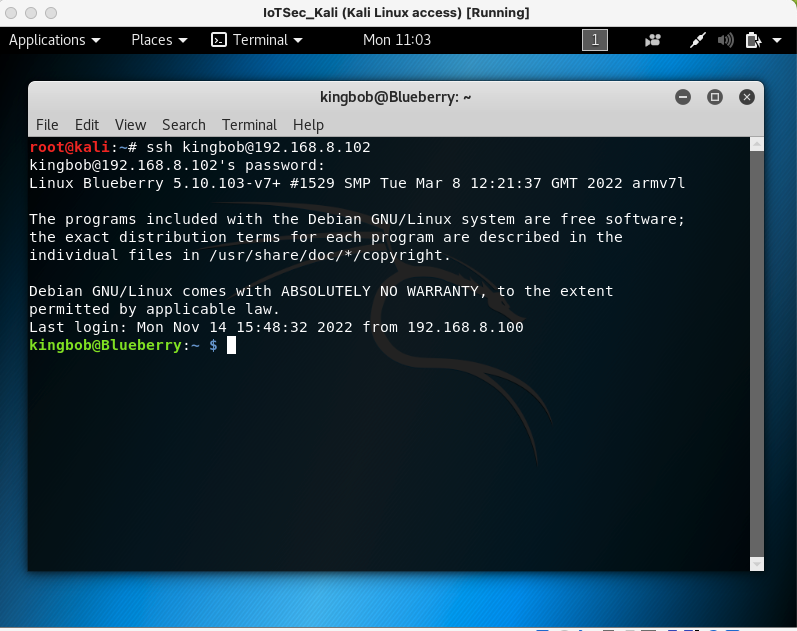 IoTSec_Kali (Kali Linux access) [Running]
Applications Places Terminal Mon 11:03 1
kingbob@Blueberry: ~
File Edit View Search Terminal Help
root@kali:~# ssh kingbob@192.168.8.102
kingbob@192.168.8.102's password:
Linux Blueberry 5.10.103-v7+ #1529 SMP Tue Mar 8 12:21:37 GMT 2022 armv7l
The programs included with the Debian GNU/Linux system are free software;
the exact distribution terms for each program are described in the
individual files in /usr/share/doc/*/copyright.
Debian GNU/Linux comes with ABSOLUTELY NO WARRANTY, to the extent
permitted by applicable law.
Last login: Mon Nov 14 15:48:32 2022 from 192.168.8.100
kingbob@Blueberry:~ $